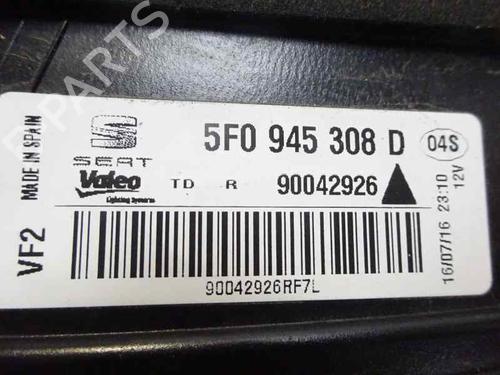 B-PARTS
MADE IN SPAIN
VF2
SEAT
Valeo
Lighting Systems
TD R
5F0 945 308 D
04S
90042926
16/07/16 23:10
12V
90042926RF7L